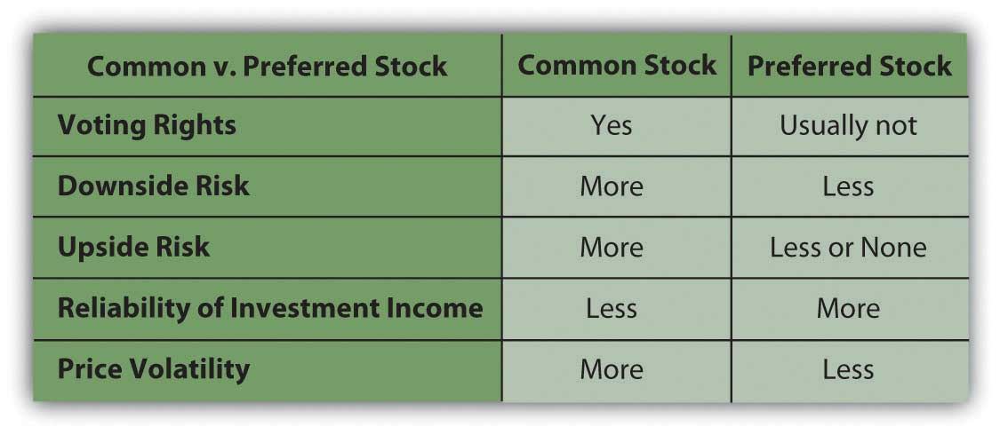 Common v. Preferred Stock Common Stock Preferred Stock
Voting Rights Yes Usually not
Downside Risk More Less
Upside Risk More Less or None
Reliability of Investment Income Less More
Price Volatility More Less